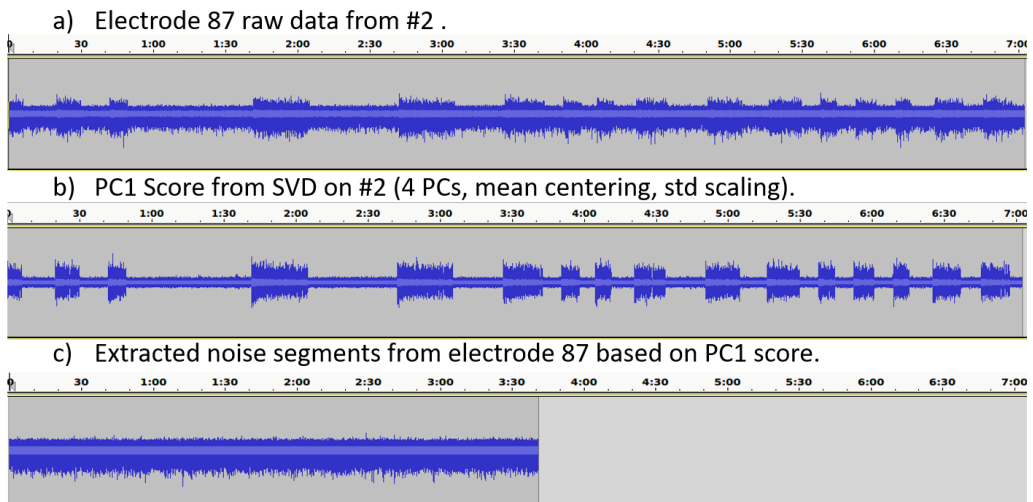 a) Electrode 87 raw data from #2 .
0 30 1:00 1:30 2:00 2:30 3:00 3:30 4:00 4:30 5:00 5:30 6:00 6:30 7:00
b) PC1 Score from SVD on #2 (4 PCs, mean centering, std scaling).
30 1:00 1:30 2:00 2:30 3:00 3:30 4:00 4:30 5:00 5:30 6:00 6:30 7:00
c) Extracted noise segments from electrode 87 based on PC1 score.
0 30 1:00 1:30 2:00 2:30 3:00 3:30 4:00 4:30 5:00 5:30 6:00 6:30 7:00